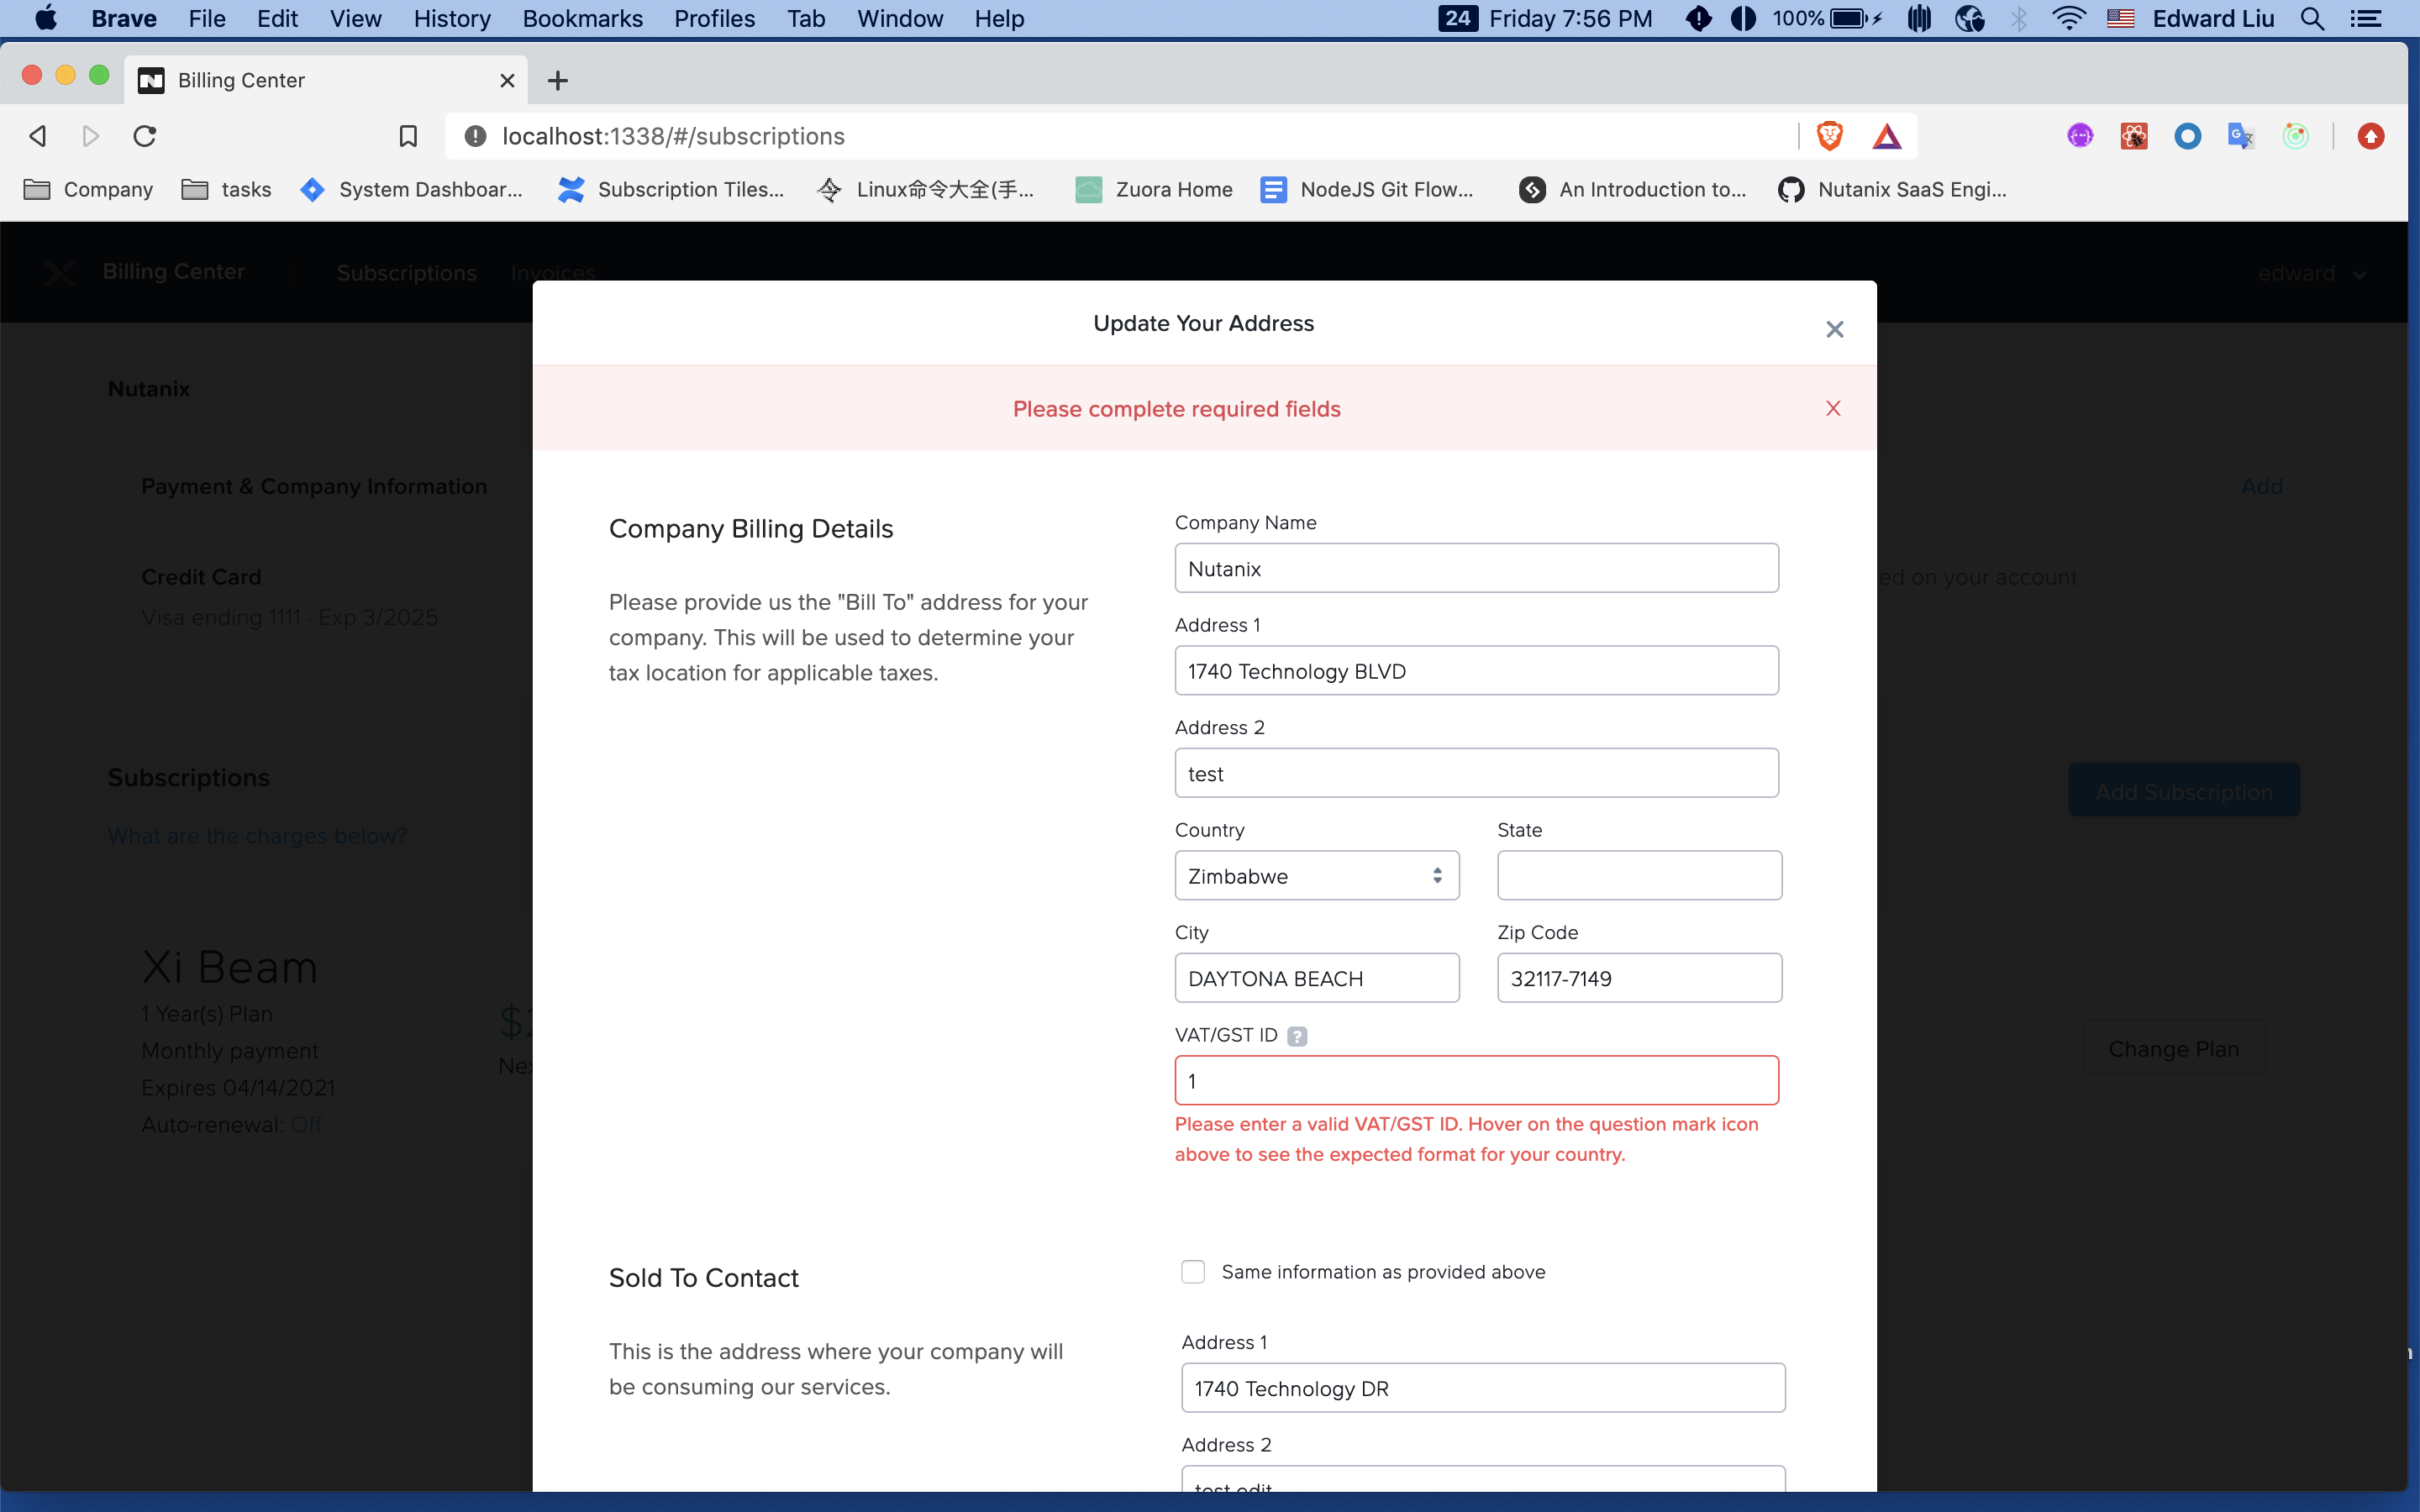 Brave File Edit View History Bookmarks Profiles Tab Window Help 24 Friday 7:56 PM 100% Edward Liu
Billing Center
localhost:1338/#/subscriptions
Company tasks System Dashboar... Subscription Tiles... Linux命令大全(手... Zuora Home NodeJS Git Flow... An Introduction to... Nutanix SaaS Engi...
Billing Center Subscriptions Invoices edward
Update Your Address
Nutanix
Please complete required fields
Payment & Company Information Add
Company Billing Details
Company Name
Nutanix
Credit Card
ed on your account
Visa ending 1111 · Exp 3/2025
Please provide us the "Bill To" address for your
company. This will be used to determine your
tax location for applicable taxes.
Address 1
1740 Technology BLVD
Address 2
test
Subscriptions
Add Subscription
What are the charges below?
Country State
Zimbabwe
City Zip Code
DAYTONA BEACH 32117-7149
Xi Beam
1 Year(s) Plan
Monthly payment
Expires 04/14/2021
Auto-renewal: Off
Change Plan
VAT/GST ID ?
1
Please enter a valid VAT/GST ID. Hover on the question mark icon
above to see the expected format for your country.
Sold To Contact
Same information as provided above
This is the address where your company will
be consuming our services.
Address 1
1740 Technology DR
Address 2
test edit